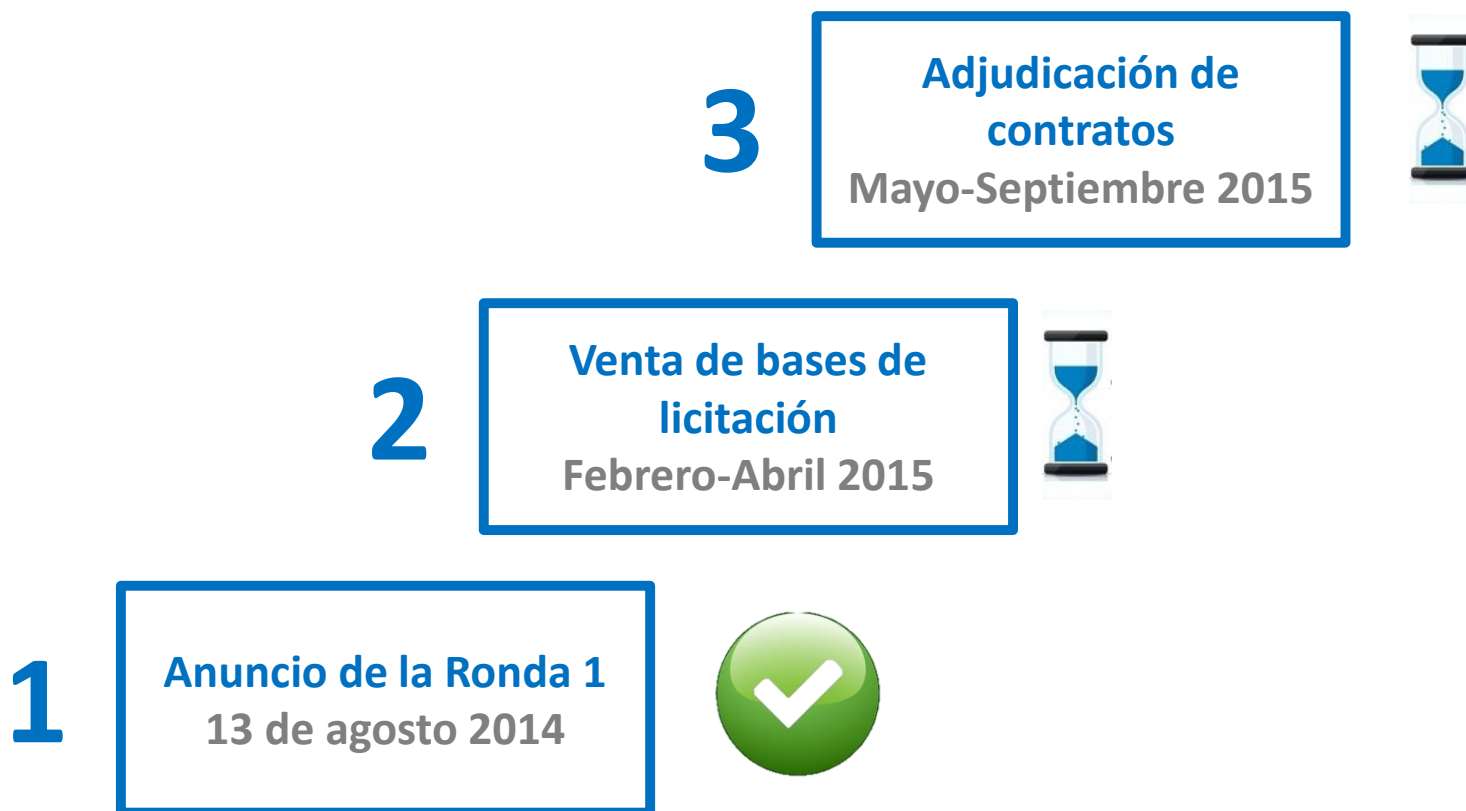 3
Adjudicación de
contratos
Mayo-Septiembre 2015
2
Venta de bases de
licitación
Febrero-Abril 2015
1
Anuncio de la Ronda 1
13 de agosto 2014